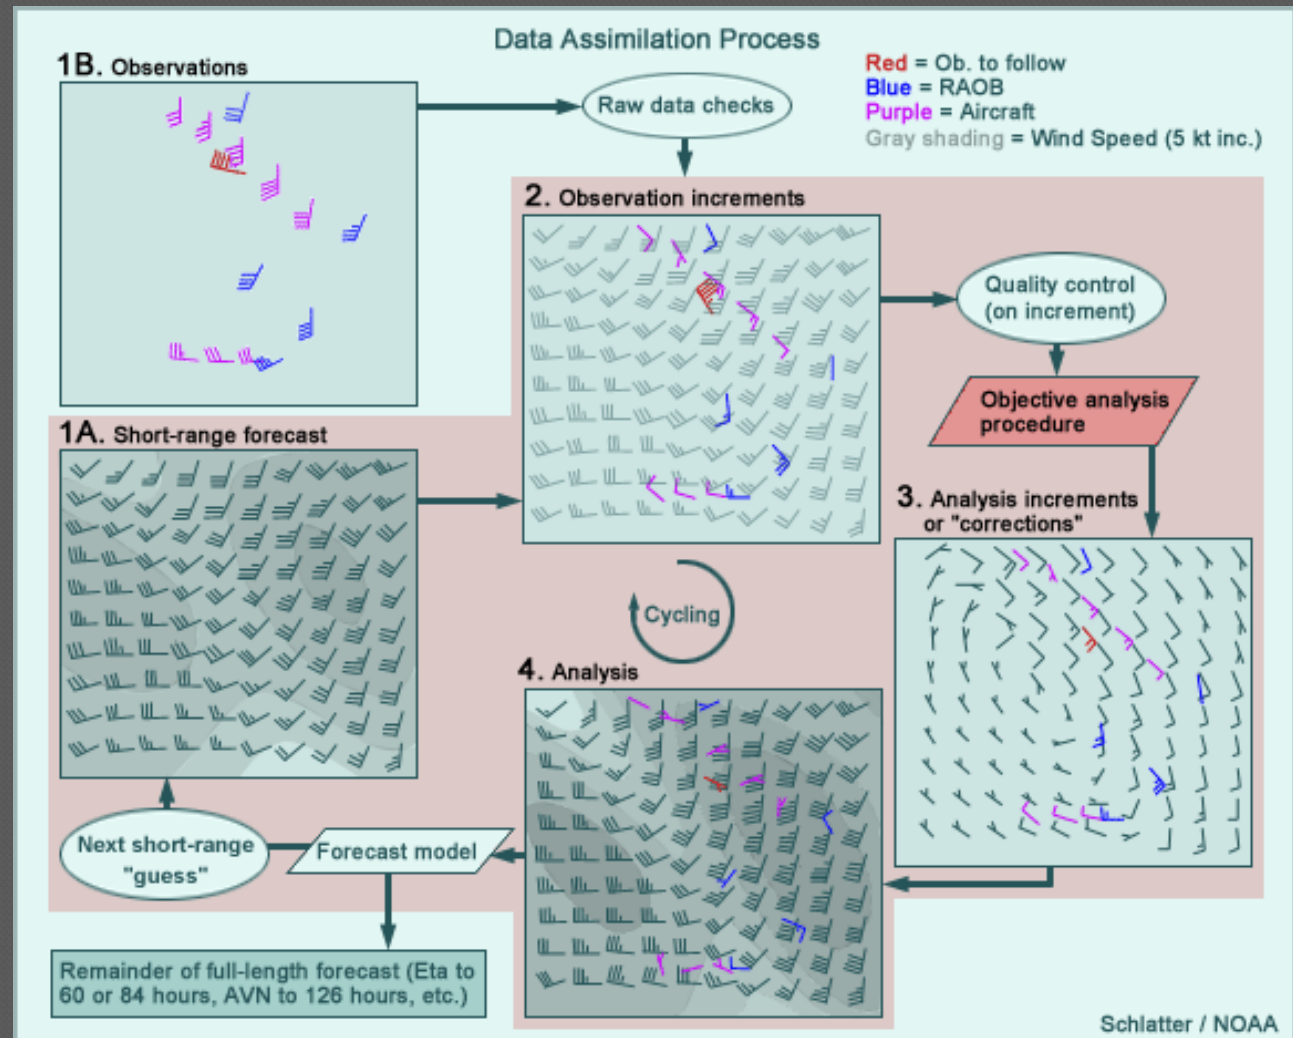 Data Assimilation Process
1B. Observations
Raw data checks
Red = Ob. to follow
Blue = RAOB
Purple = Aircraft
Gray shading = Wind Speed (5 kt inc.)
2. Observation increments
Quality control
(on increment)
Objective analysis
procedure
1A. Short-range forecast
3. Analysis increments
or "corrections"
Cycling
4. Analysis
Next short-range
"guess"
Forecast model
Remainder of full-length forecast (Eta to
60 or 84 hours, AVN to 126 hours, etc.)
Schlatter / NOAA